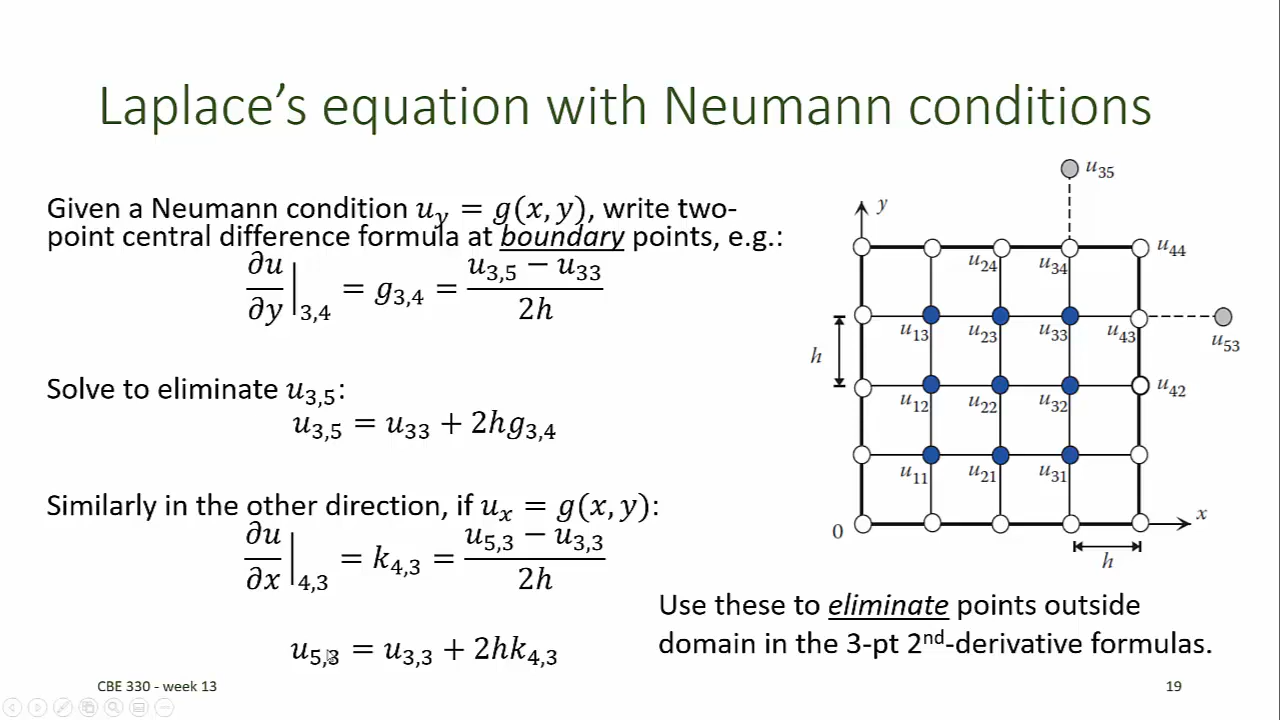 Laplace’s equation with Neumann conditions
Given a Neumann condition u_y = g(x, y), write two-
point central difference formula at boundary points, e.g.:
∂u/∂y|_{3,4} = g_{3,4} = (u_{3,5} − u_{33})/2h
Solve to eliminate u_{3,5}:
u_{3,5} = u_{33} + 2hg_{3,4}
Similarly in the other direction, if u_x = g(x, y):
∂u/∂x|_{4,3} = k_{4,3} = (u_{5,3} − u_{3,3})/2h
u_{5,3} = u_{3,3} + 2hk_{4,3}
u_{35}
y
u_{24} u_{34} u_{44}
u_{13} u_{23} u_{33} u_{43} u_{53}
h
u_{12} u_{22} u_{32} u_{42}
u_{11} u_{21} u_{31}
0 x
h
Use these to eliminate points outside
domain in the 3-pt 2nd-derivative formulas.
CBE 330 - week 13
19